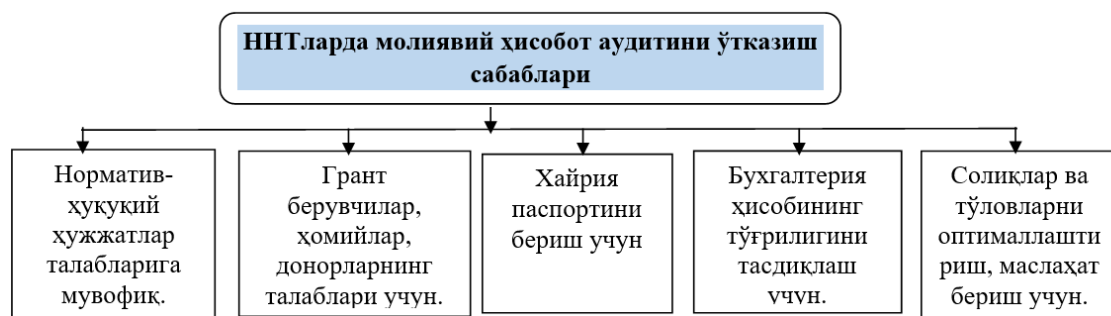 ННТларда молиявий ҳисобот аудитини ўтказиш
сабаблари
Норматив-
ҳуқуқий
ҳужжатлар
талабларига
мувофиқ.
Грант
берувчилар,
ҳомийлар,
донорларнинг
талаблари учун.
Хайрия
паспортини
бериш учун
Бухгалтерия
ҳисобининг
тўғрилигини
тасдиқлаш
учун.
Солиқлар ва
тўловларни
оптималлашти
риш, маслаҳат
бериш учун.